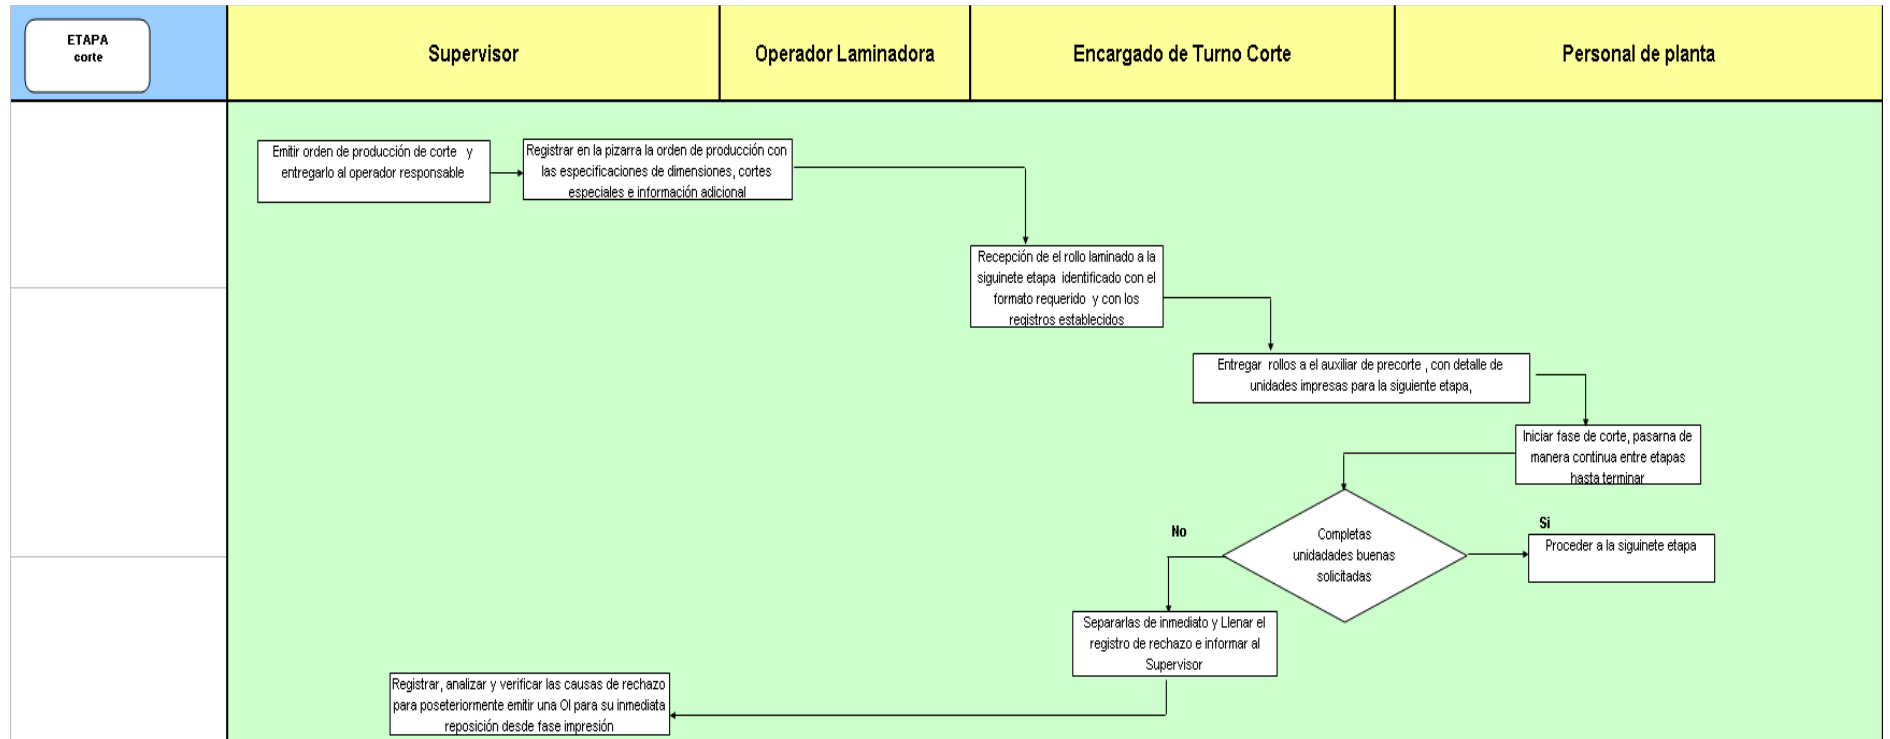 ETAPA
corte
Supervisor
Operador Laminadora
Encargado de Turno Corte
Personal de planta
Emitir orden de producción de corte y
entregarlo al operador responsable
Registrar en la pizarra la orden de producción con
las especificaciones de dimensiones, cortes
especiales e información adicional
Recepción de el rollo laminado a la
siguinete etapa identificado con el
formato requerido y con los
registros establecidos
Entregar rollos a el auxiliar de precorte , con detalle de
unidades impresas para la siguiente etapa,
Iniciar fase de corte, pasarna de
manera continua entre etapas
hasta terminar
No
Completas
unidadades buenas
solicitadas
Si
Proceder a la siguinete etapa
Separarlas de inmediato y Llenar el
registro de rechazo e informar al
Supervisor
Registrar, analizar y verificar las causas de rechazo
para poseteriormente emitir una OI para su inmediata
reposición desde fase impresión